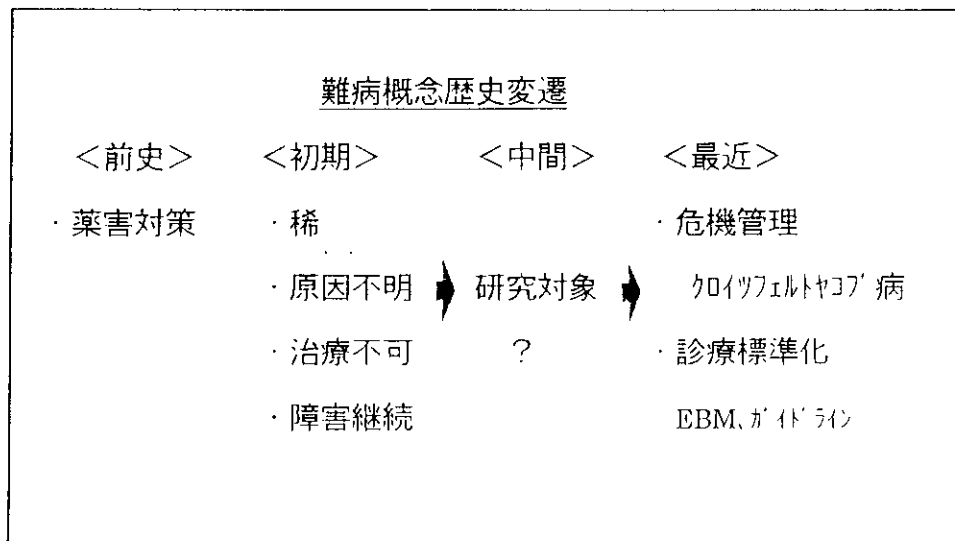 難病概念歴史変遷
＜前史＞ ＜初期＞ ＜中間＞ ＜最近＞
・薬害対策 ・稀 ・危機管理
・原因不明 研究対象 クロイツフェルトヤコブ病
・治療不可 ？ ・診療標準化
・障害継続 EBM、ガイドライン